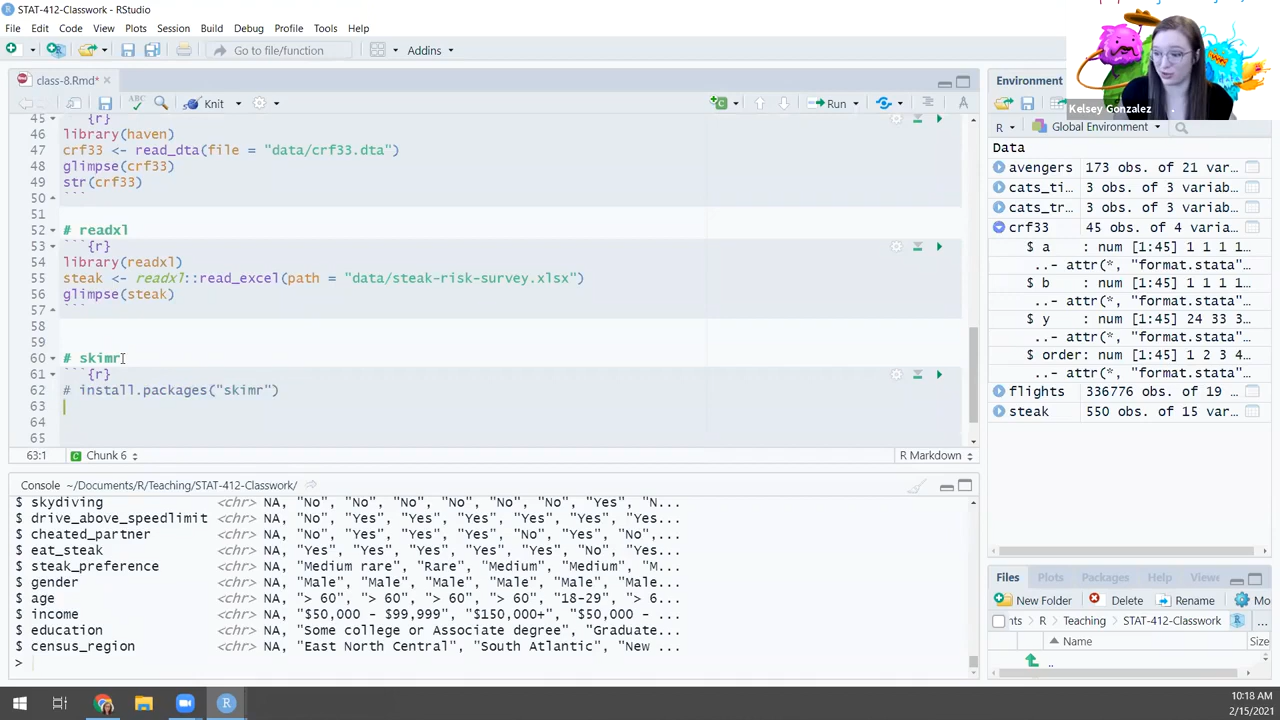 STAT-412-Classwork - RStudio
File Edit Code View Plots Session Build Debug Profile Tools Help
Go to file/function Addins
Kelsey Gonzalez
class-8.Rmd*
Knit Run
45 ```{r}
46 library(haven)
47 crf33 <- read_dta(file = "data/crf33.dta")
48 glimpse(crf33)
49 str(crf33)
50 ```
51
52 # readxl
53 ```{r}
54 library(readxl)
55 steak <- readxl::read_excel(path = "data/steak-risk-survey.xlsx")
56 glimpse(steak)
57 ```
58
59
60 # skimr
61 ```{r}
62 # install.packages("skimr")
63
64
65
63:1 Chunk 6 R Markdown
Console ~/Documents/R/Teaching/STAT-412-Classwork/
$ skydiving <chr> NA, "No", "No", "No", "No", "No", "Yes", "N...
$ drive_above_speedlimit <chr> NA, "No", "Yes", "Yes", "Yes", "Yes", "Yes...
$ cheated_partner <chr> NA, "No", "Yes", "Yes", "Yes", "No", "Yes", "No",...
$ eat_steak <chr> NA, "Yes", "Yes", "Yes", "Yes", "No", "Yes...
$ steak_preference <chr> NA, "Medium rare", "Rare", "Medium", "Medium", "M...
$ gender <chr> NA, "Male", "Male", "Male", "Male", "Male", "Male...
$ age <chr> NA, "> 60", "> 60", "> 60", "> 60", "18-29", "> 6...
$ income <chr> NA, "$50,000 - $99,999", "$150,000+", "$50,000 -...
$ education <chr> NA, "Some college or Associate degree", "Graduate...
$ census_region <chr> NA, "East North Central", "South Atlantic", "New ...
>
Environment
R Global Environment
Data
avengers 173 obs. of 21 var...
cats_ti... 3 obs. of 3 variab...
cats_tr... 3 obs. of 3 variab...
crf33 45 obs. of 4 varia...
$ a : num [1:45] 1 1 1 1...
..- attr(*, "format.stata"...
$ b : num [1:45] 1 1 1 1...
..- attr(*, "format.stata"...
$ y : num [1:45] 24 33 3...
..- attr(*, "format.stata"...
$ order: num [1:45] 1 2 3 4...
..- attr(*, "format.stata"...
flights 336776 obs. of 19 ...
steak 550 obs. of 15 var...
Files Plots Packages Help Viewe
New Folder Delete Rename Mo
nts R Teaching STAT-412-Classwork ...
Name Size
..
10:18 AM
2/15/2021